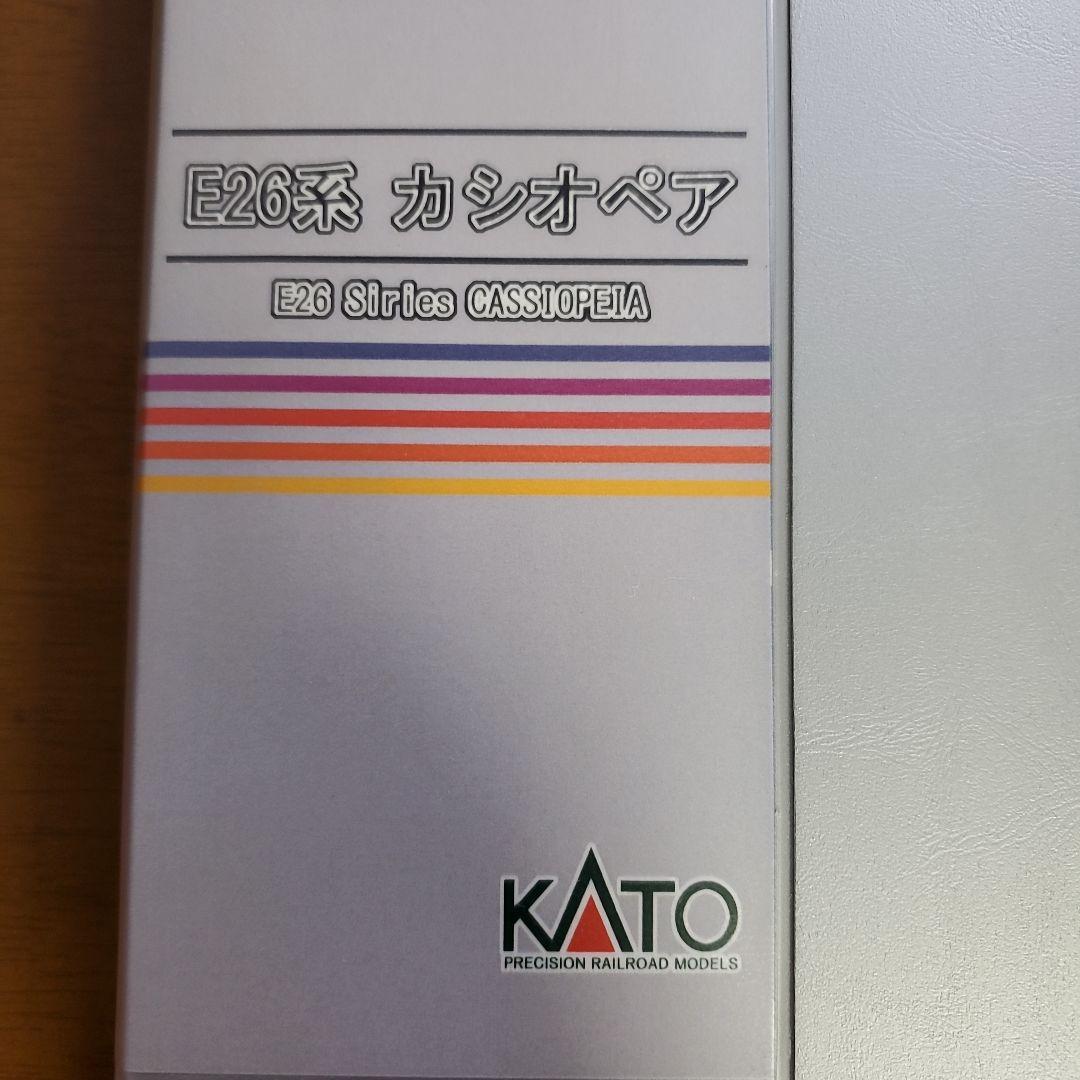 E26系 カシオペア
E26 Siries CASSIOPEIA
KATO
PRECISION RAILROAD MODELS